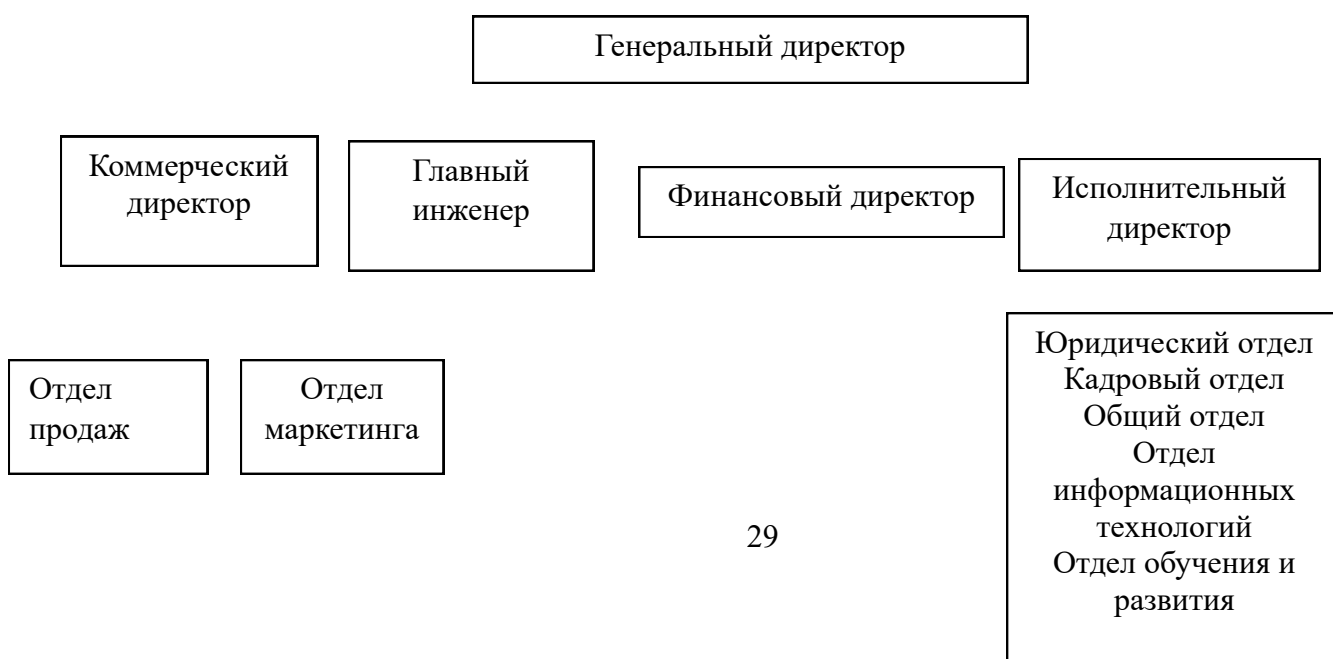 Генеральный директор
Коммерческий
директор
Главный
инженер
Финансовый директор
Исполнительный
директор
Отдел
продаж
Отдел
маркетинга
Юридический отдел
Кадровый отдел
Общий отдел
Отдел
информационных
технологий
Отдел обучения и
развития
29